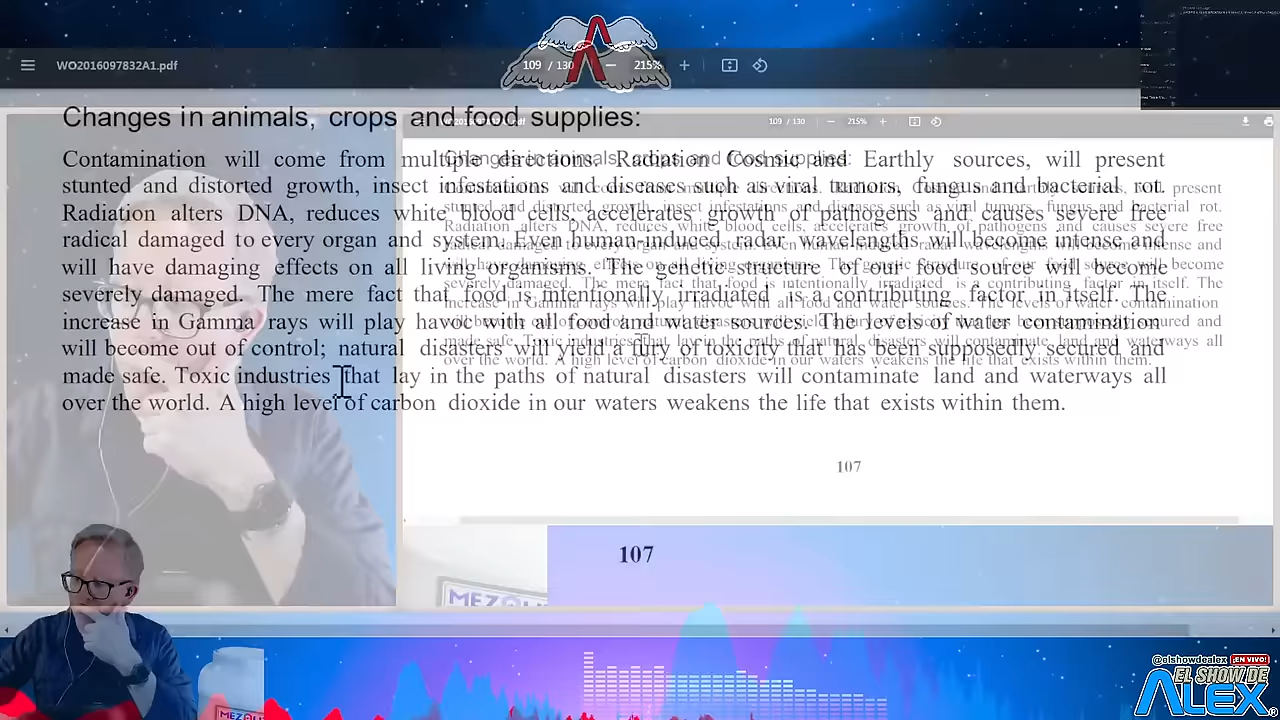 WO2016097832A1.pdf
109 / 130
215%
Changes in animals, crops and food supplies:
Contamination will come from multiple directions. Radiation Cosmic and Earthly sources, will present
stunted and distorted growth, insect infestations and diseases such as viral tumors, fungus and bacterial rot.
Radiation alters DNA, reduces white blood cells, accelerates growth of pathogens and causes severe free
radical damaged to every organ and system. Even human-induced radar wavelengths will become intense and
will have damaging effects on all living organisms. The genetic structure of our food source will become
severely damaged. The mere fact that food is intentionally irradiated is a contributing factor in itself. The
increase in Gamma rays will play havoc with all food and water sources. The levels of water contamination
will become out of control; natural disasters will yield a fury of toxicity that has been supposedly secured and
made safe. Toxic industries that lay in the paths of natural disasters will contaminate land and waterways all
over the world. A high level of carbon dioxide in our waters weakens the life that exists within them.
109 / 130
215%
107
107
@elshowdealex
¡EN VIVO!
EL SHOW DE
ALEX